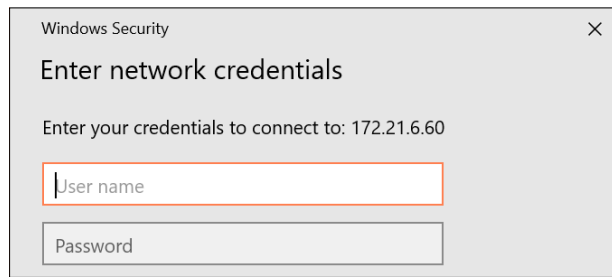 Windows Security
Enter network credentials
Enter your credentials to connect to: 172.21.6.60
User name
Password